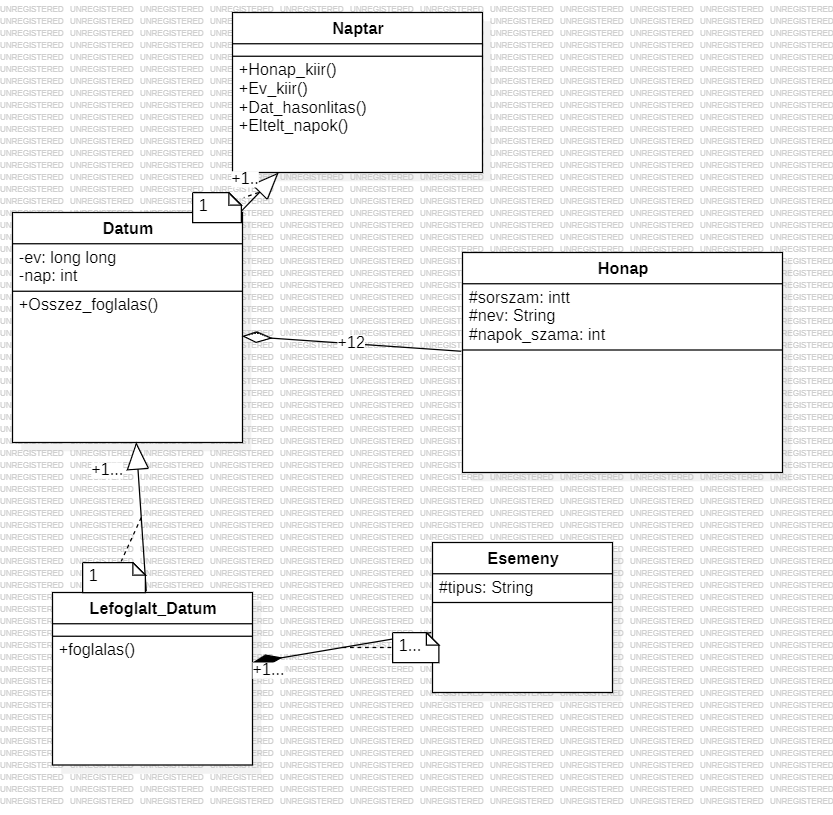 Naptar
+Honap_kiir()
+Ev_kiir()
+Dat_hasonlitas()
+Eltelt_napok()
+1..
1
Datum
-ev: long long
-nap: int
+Osszez_foglalas()
Honap
#sorszam: intt
#nev: String
#napok_szama: int
+12
+1...
1
Lefoglalt_Datum
+foglalas()
Esemeny
#tipus: String
1...
+1...
UNREGISTERED